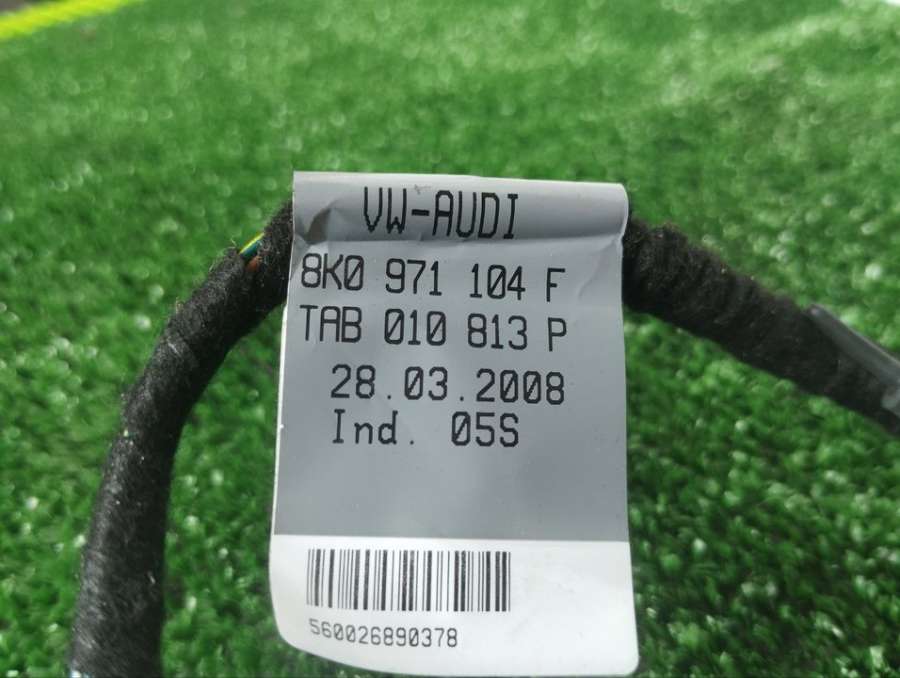 VW-AUDI
8K0 971 104 F
TAB 010 813 P
28.03.2008
Ind. 05S
560026890378